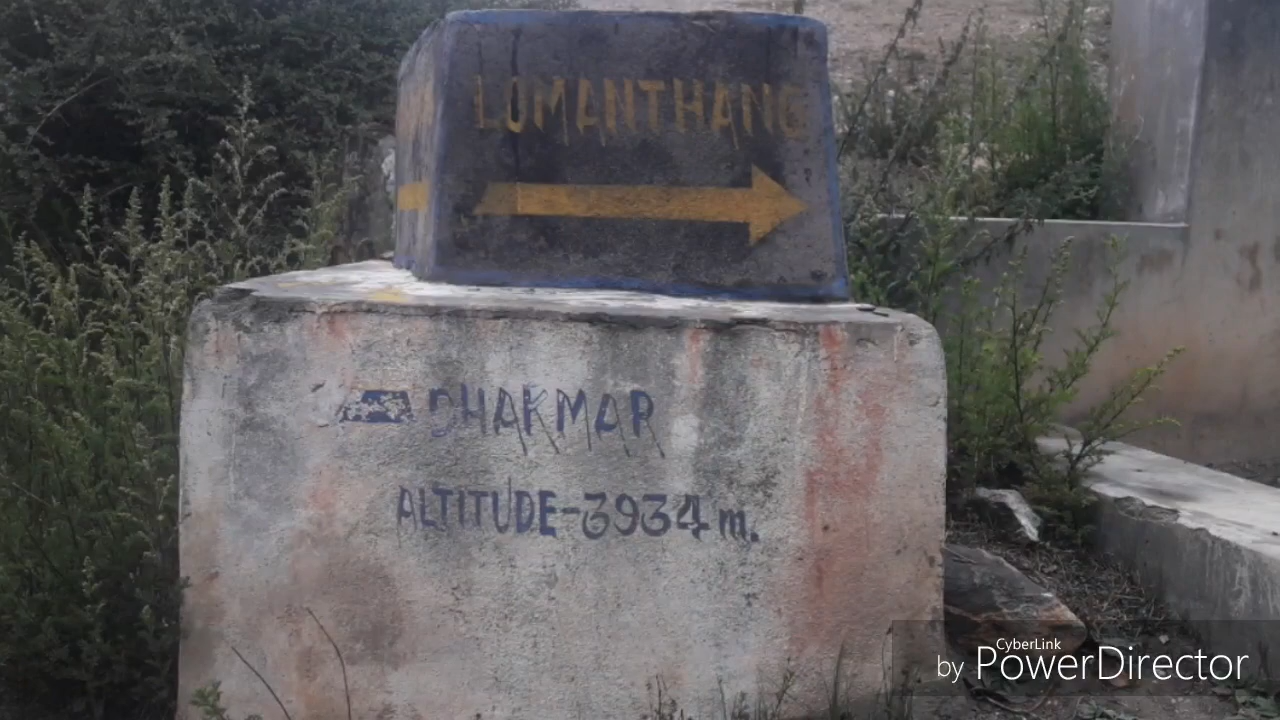 LOMANTHANG
DHAKMAR
ALTITUDE-3934 m.
CyberLink
by PowerDirector